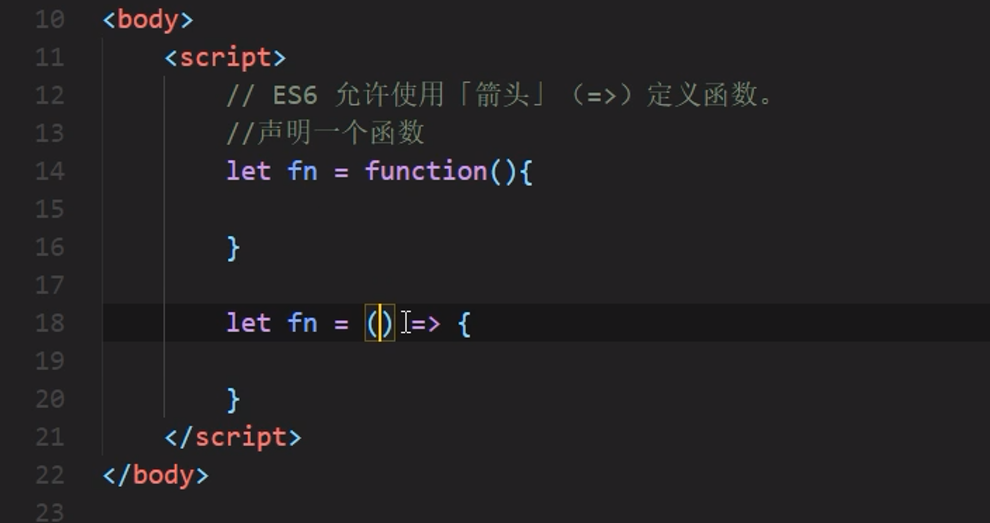 10 <body>
11 <script>
12 // ES6 允许使用「箭头」（=>）定义函数。
13 //声明一个函数
14 let fn = function(){
15
16 }
17
18 let fn = () => {
19
20 }
21 </script>
22 </body>
23